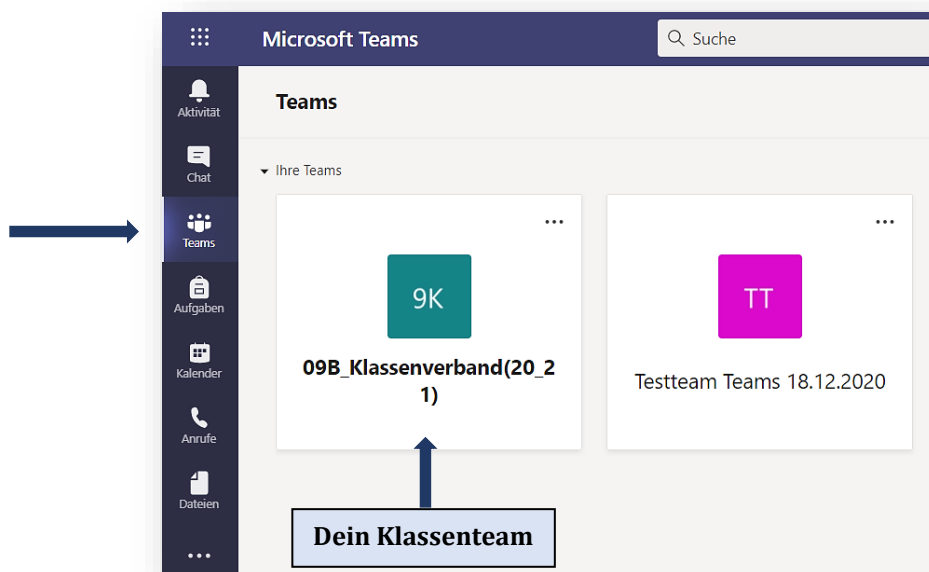 Microsoft Teams
Suche
Aktivität
Chat
Teams
Aufgaben
Kalender
Anrufe
Dateien
Teams
Ihre Teams
9K
09B_Klassenverband(20_2
1)
TT
Testteam Teams 18.12.2020
Dein Klassenteam